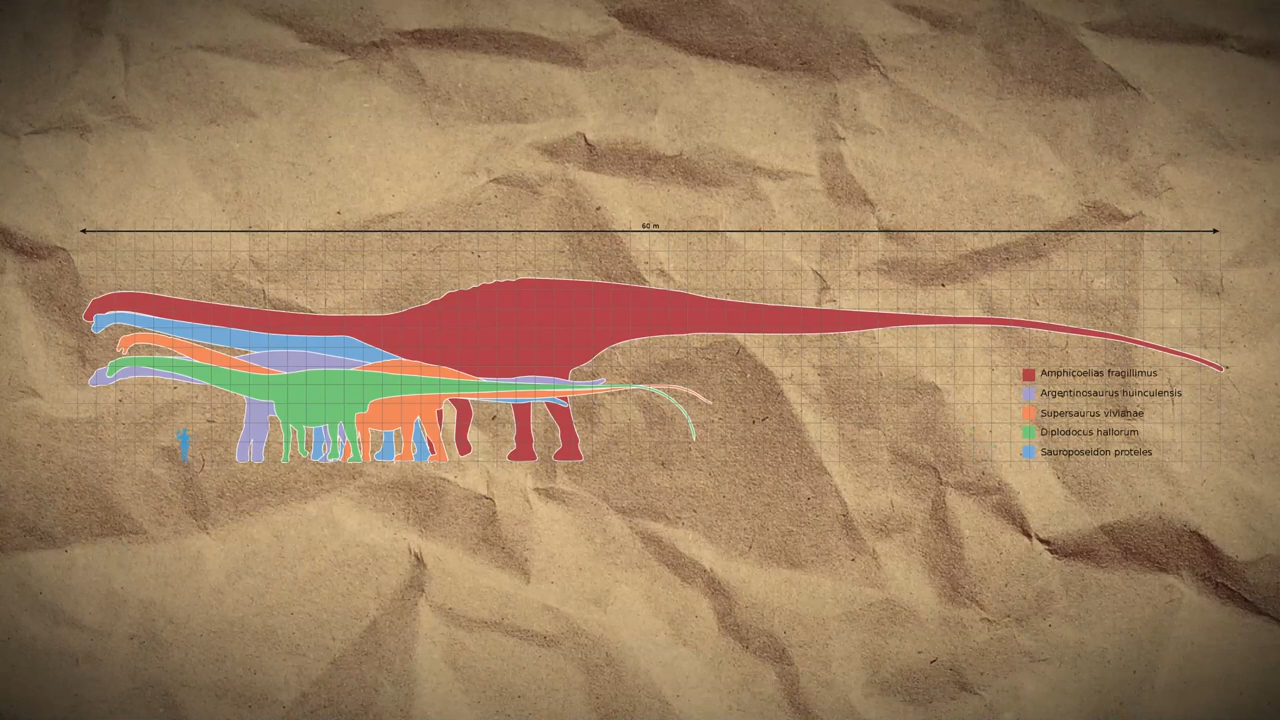 60 m
Amphicoelias fragillimus
Argentinosaurus huinculensis
Supersaurus vivianae
Diplodocus hallorum
Sauroposeidon proteles